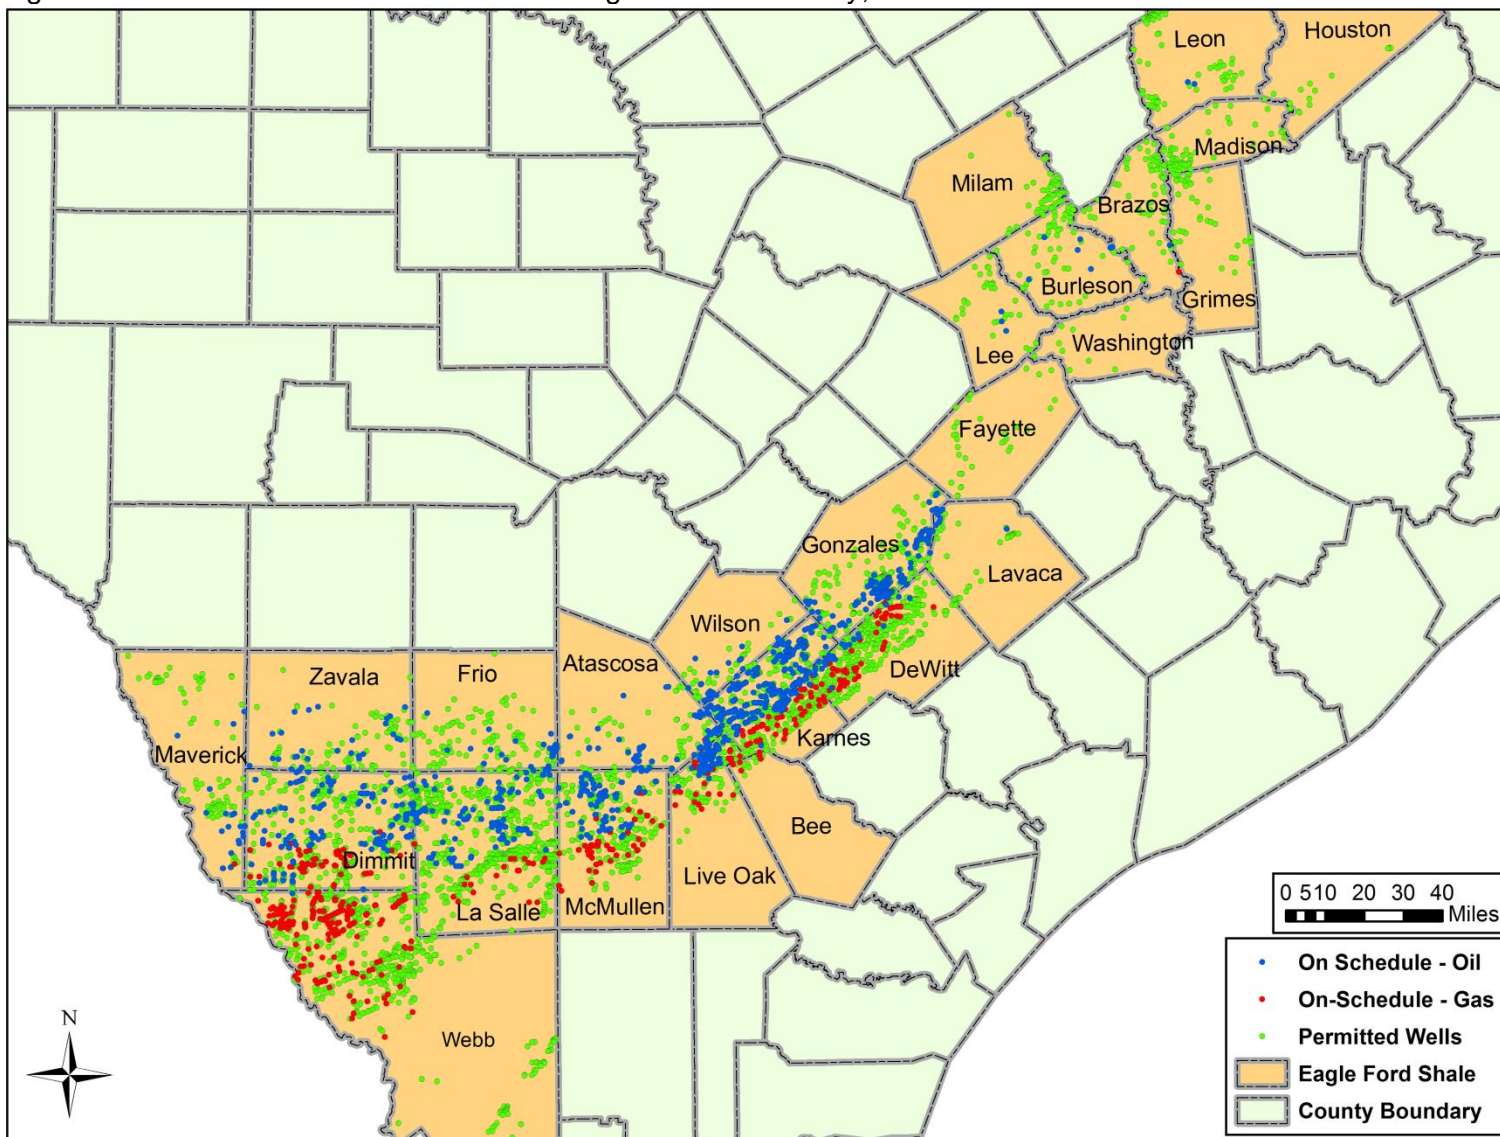 Leon
Houston
Madison
Milam
Brazos
Burleson
Grimes
Lee
Washington
Fayette
Gonzales
Lavaca
Wilson
Atascosa
Zavala
Frio
DeWitt
Karnes
Maverick
Bee
Dimmit
Live Oak
La Salle
McMullen
Webb
N
0 5 10 20 30 40
Miles
On Schedule - Oil
On-Schedule - Gas
Permitted Wells
Eagle Ford Shale
County Boundary